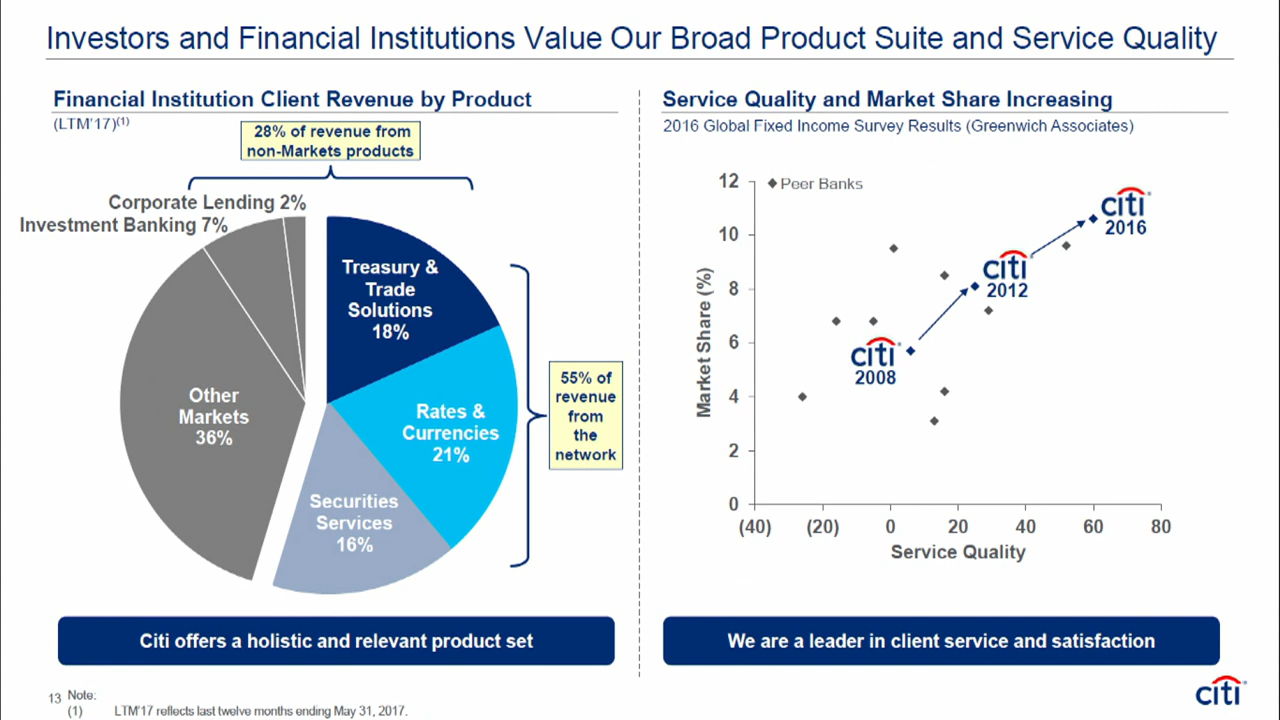 Investors and Financial Institutions Value Our Broad Product Suite and Service Quality
Financial Institution Client Revenue by Product
(LTM'17)(1)
28% of revenue from
non-Markets products
Corporate Lending 2%
Investment Banking 7%
Treasury &
Trade
Solutions
18%
Rates &
Currencies
21%
Securities
Services
16%
Other
Markets
36%
55% of
revenue
from
the
network
Citi offers a holistic and relevant product set
Service Quality and Market Share Increasing
2016 Global Fixed Income Survey Results (Greenwich Associates)
Peer Banks
Market Share (%)
12
10
8
6
4
2
0
(40)
(20)
0
20
40
60
80
Service Quality
citi
2008
citi
2012
citi
2016
We are a leader in client service and satisfaction
13
Note:
(1) LTM'17 reflects last twelve months ending May 31, 2017.
citi